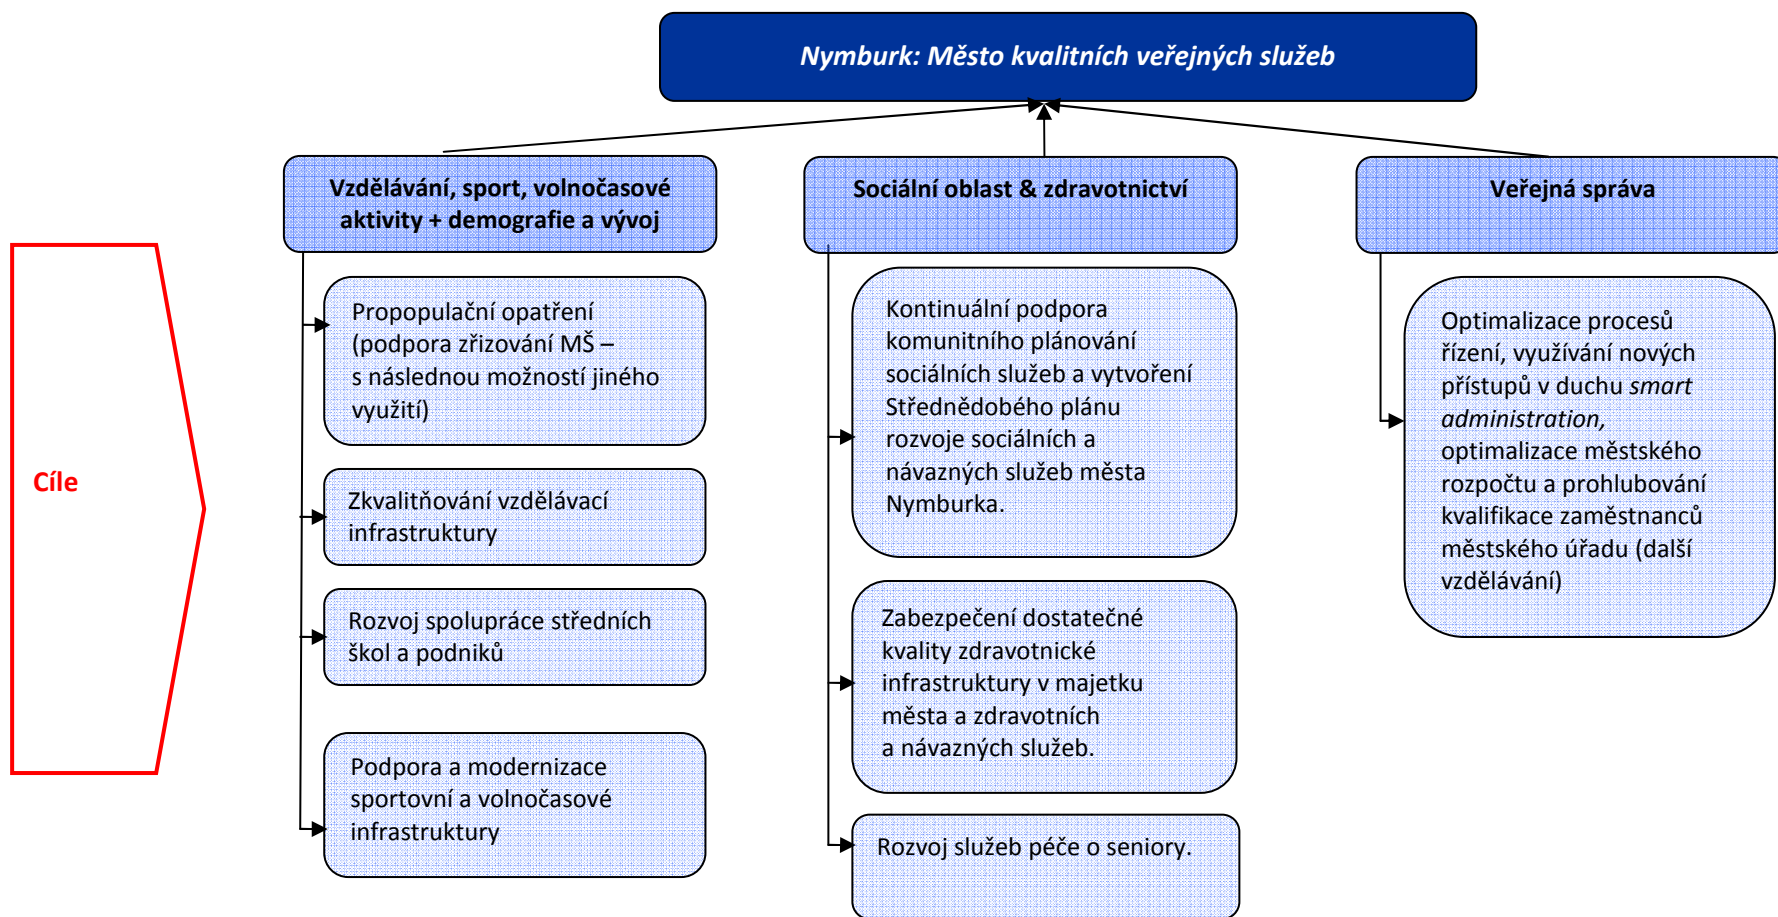 Nymburk: Město kvalitních veřejných služeb
Vzdělávání, sport, volnočasové
aktivity + demografie a vývoj
Sociální oblast & zdravotnictví
Veřejná správa
Cíle
Propopulační opatření
(podpora zřizování MŠ –
s následnou možností jiného
využití)
Zkvalitňování vzdělávací
infrastruktury
Rozvoj spolupráce středních
škol a podniků
Podpora a modernizace
sportovní a volnočasové
infrastruktury
Kontinuální podpora
komunitního plánování
sociálních služeb a vytvoření
Střednědobého plánu
rozvoje sociálních a
návazných služeb města
Nymburka.
Zabezpečení dostatečné
kvality zdravotnické
infrastruktury v majetku
města a zdravotních
a návazných služeb.
Rozvoj služeb péče o seniory.
Optimalizace procesů
řízení, využívání nových
přístupů v duchu smart
administration,
optimalizace městského
rozpočtu a prohlubování
kvalifikace zaměstnanců
městského úřadu (další
vzdělávání)